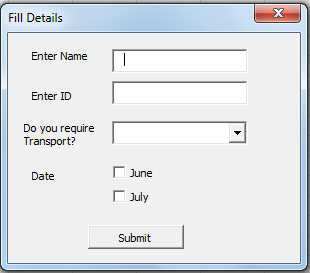 Fill Details
Enter Name
Enter ID
Do you require
Transport?
Date
June
July
Submit